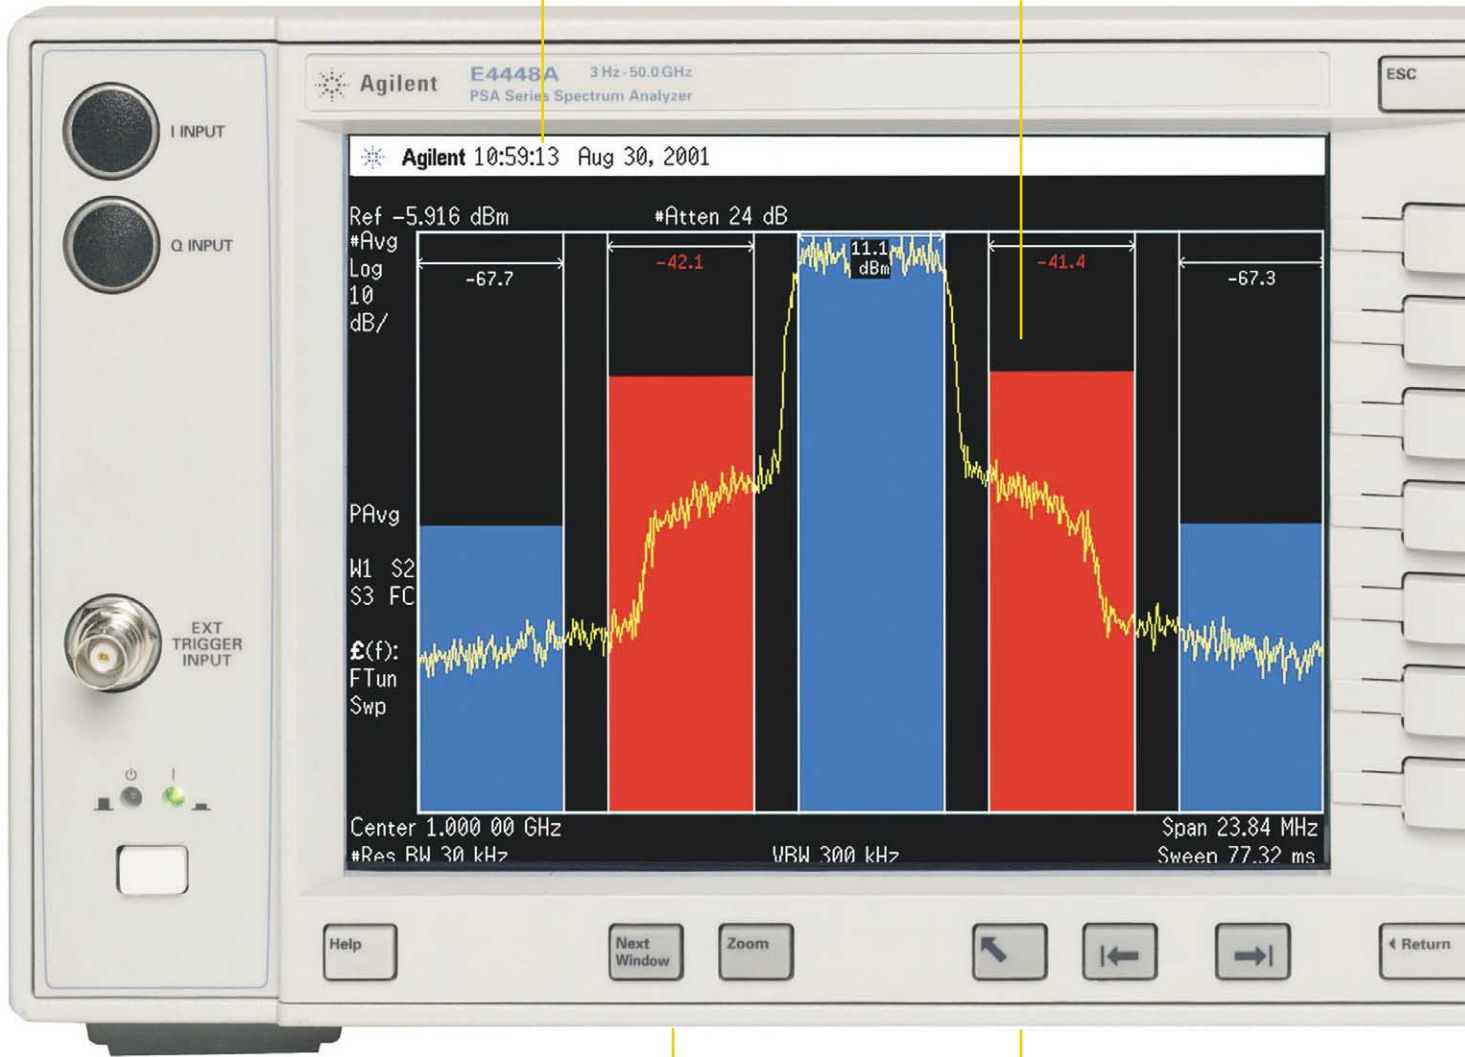 Agilent E4448A 3 Hz - 50.0 GHz
PSA Series Spectrum Analyzer
ESC
I INPUT
Q INPUT
EXT
TRIGGER
INPUT
Agilent 10:59:13 Aug 30, 2001
Ref -5.916 dBm #Atten 24 dB
#Avg
Log
10
dB/
-67.7
-42.1
11.1
dBm
-41.4
-67.3
PAvg
W1 S2
S3 FC
£(f):
FTun
Swp
Center 1.000 00 GHz Span 23.84 MHz
#Res BW 30 kHz VBW 300 kHz Sweep 77.32 ms
Help
Next
Window
Zoom
Return